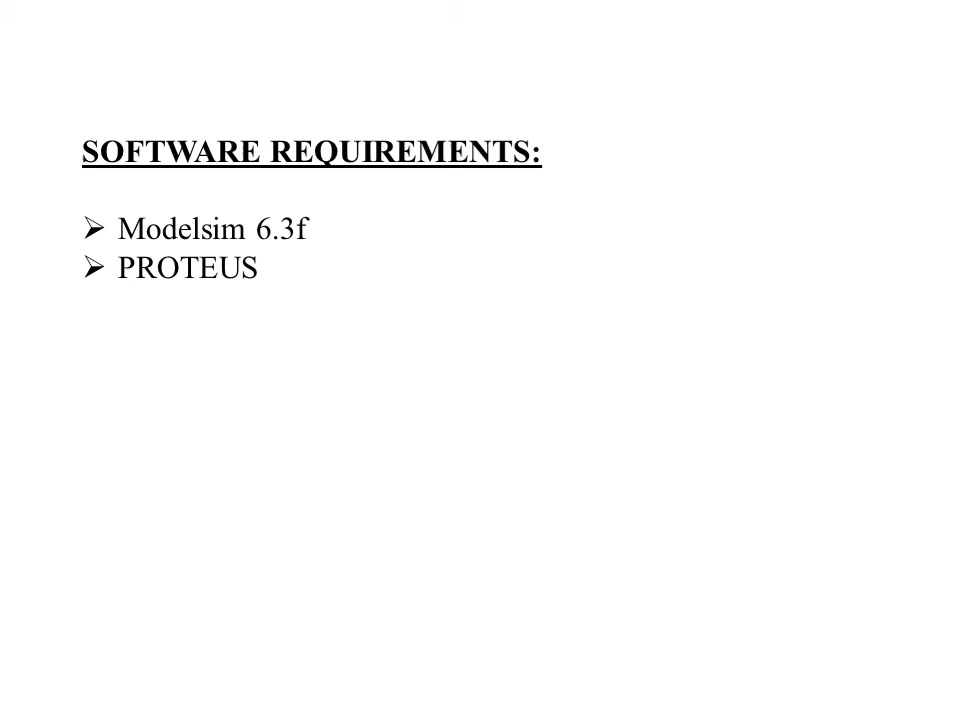 SOFTWARE REQUIREMENTS:
➢ Modelsim 6.3f
➢ PROTEUS